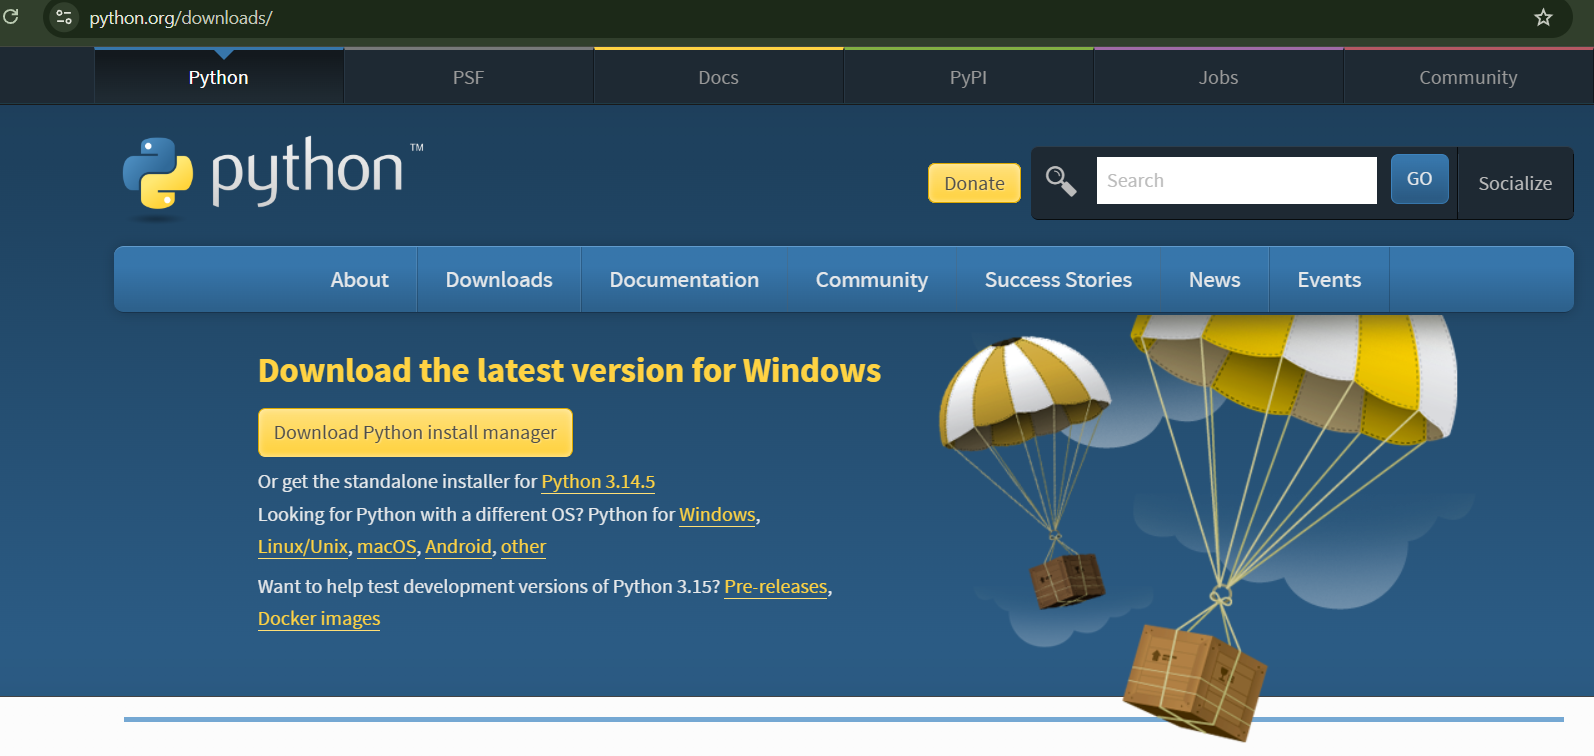 python.org/downloads/
Python PSF Docs PyPI Jobs Community
python™
Donate Search GO Socialize
About Downloads Documentation Community Success Stories News Events
Download the latest version for Windows
Download Python install manager
Or get the standalone installer for Python 3.14.5
Looking for Python with a different OS? Python for Windows,
Linux/Unix, macOS, Android, other
Want to help test development versions of Python 3.15? Pre-releases,
Docker images